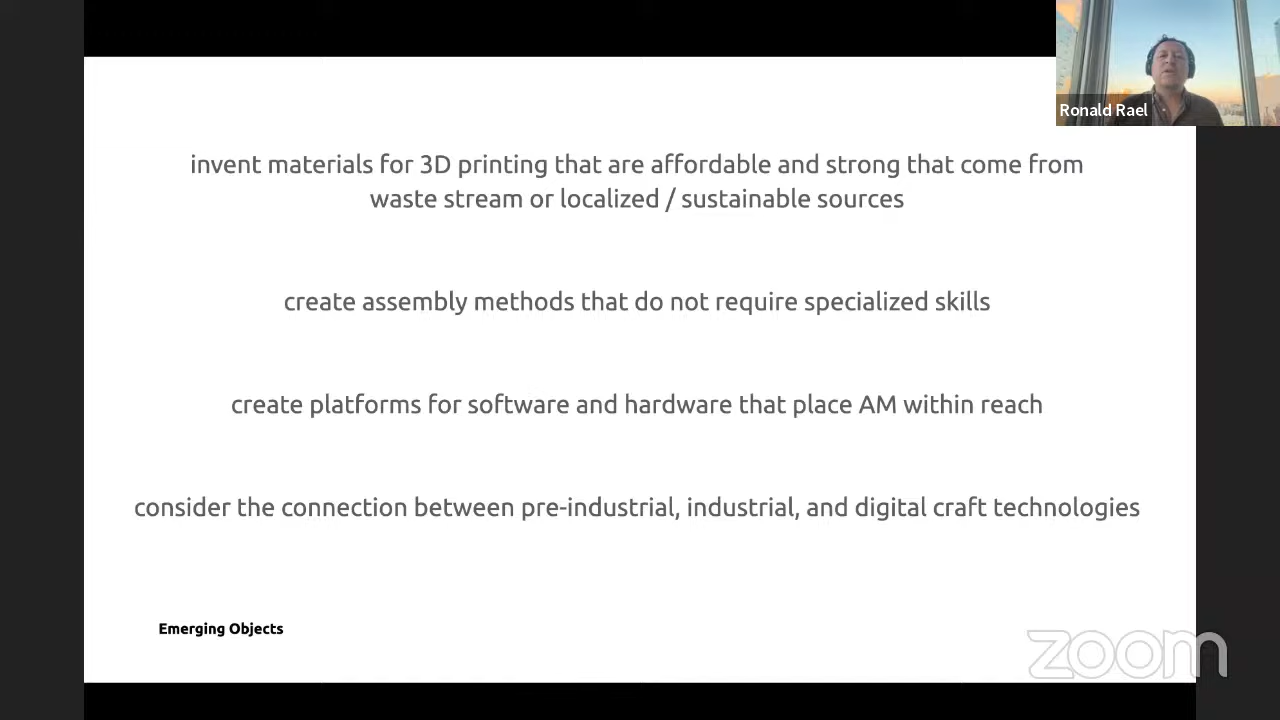 Ronald Rael
invent materials for 3D printing that are affordable and strong that come from
waste stream or localized / sustainable sources
create assembly methods that do not require specialized skills
create platforms for software and hardware that place AM within reach
consider the connection between pre-industrial, industrial, and digital craft technologies
Emerging Objects
zoom